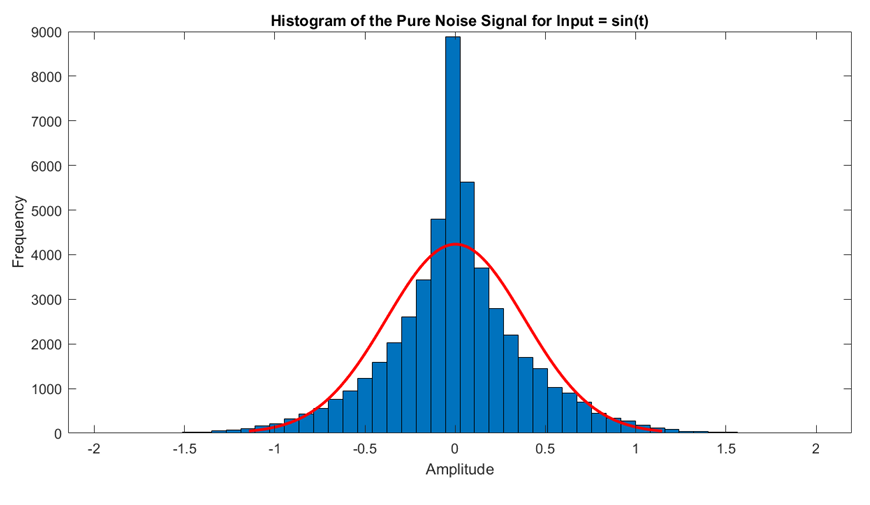 Histogram of the Pure Noise Signal for Input = sin(t)
9000
8000
7000
6000
5000
4000
3000
2000
1000
0
Frequency
-2 -1.5 -1 -0.5 0 0.5 1 1.5 2
Amplitude